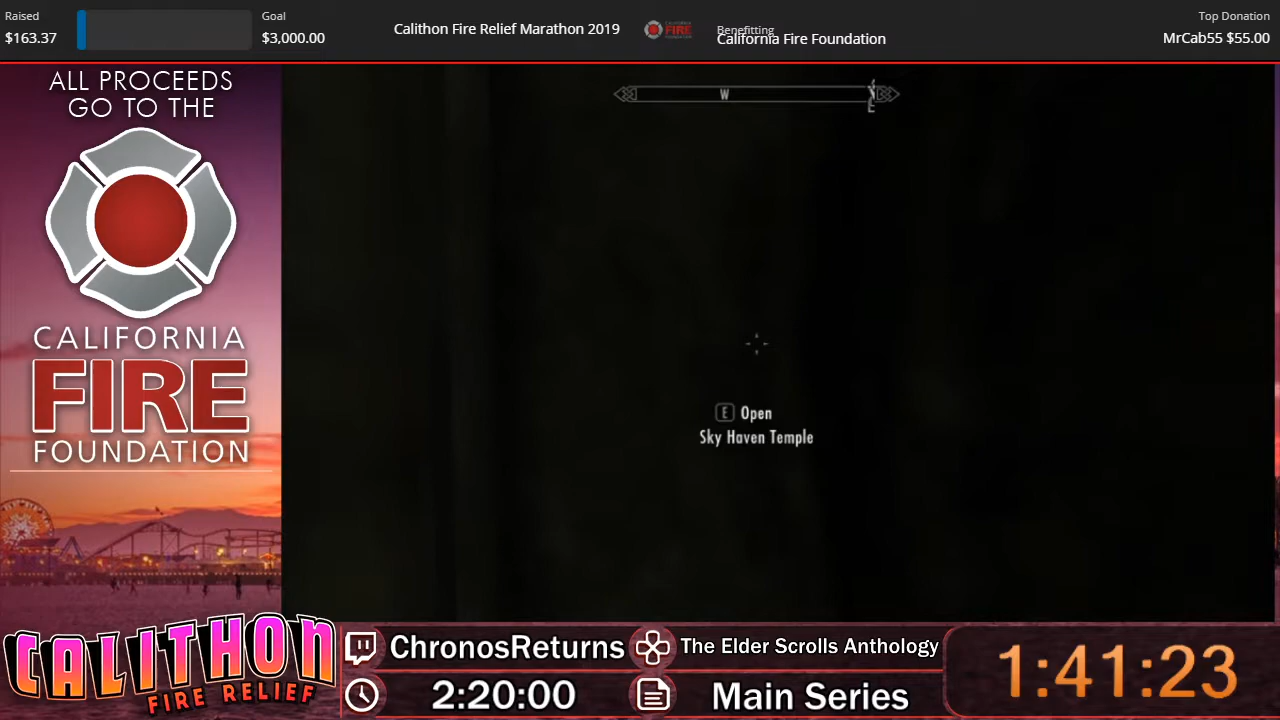 Raised
$163.37
Goal
$3,000.00
Calithon Fire Relief Marathon 2019
Benefitting
California Fire Foundation
Top Donation
MrCab55 $55.00
ALL PROCEEDS
GO TO THE
CALIFORNIA
FIRE
FOUNDATION
W
E Open
Sky Haven Temple
CALITHON
FIRE RELIEF
ChronosReturns
The Elder Scrolls Anthology
2:20:00
Main Series
1:41:23